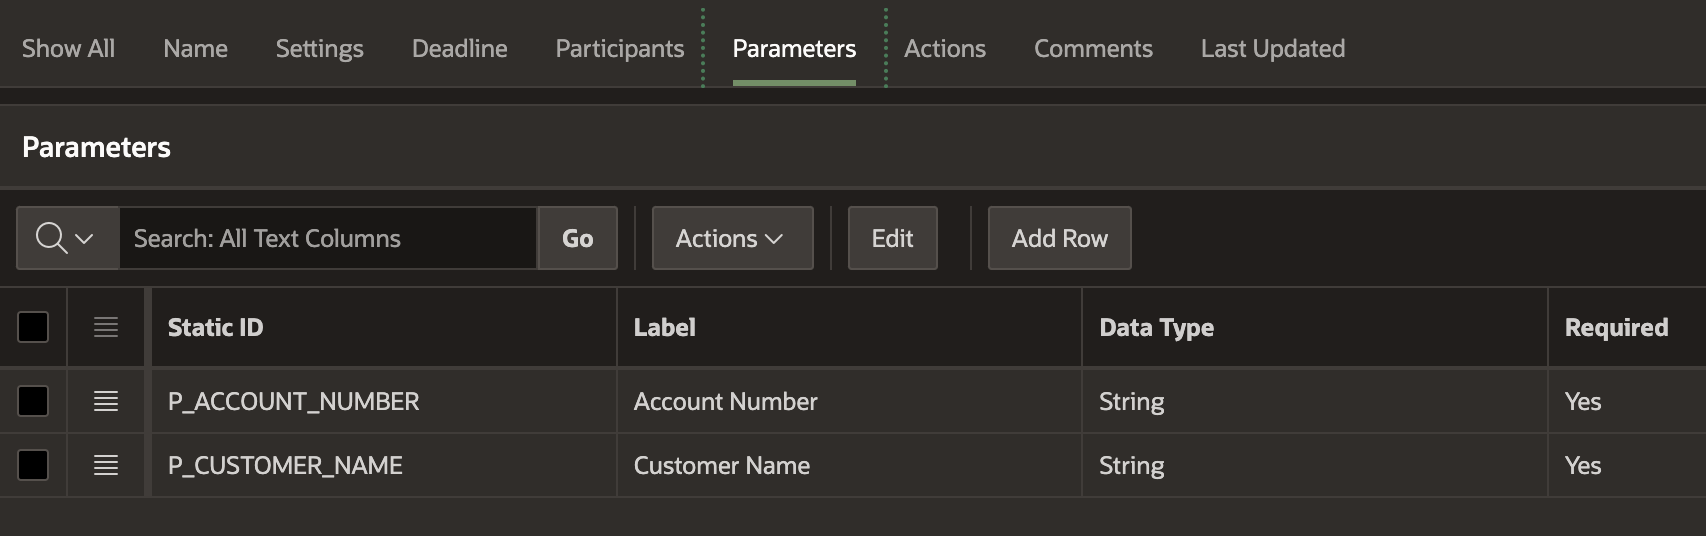 Show All Name Settings Deadline Participants Parameters Actions Comments Last Updated
Parameters
Search: All Text Columns Go Actions Edit Add Row
Static ID Label Data Type Required
P_ACCOUNT_NUMBER Account Number String Yes
P_CUSTOMER_NAME Customer Name String Yes